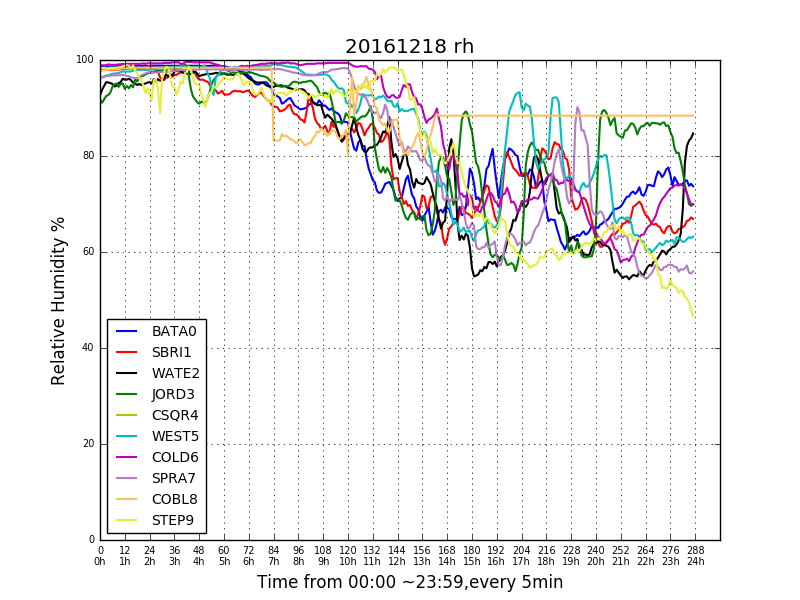 20161218 rh
Relative Humidity %
100
80
60
40
20
0
BATA0
SBRI1
WATE2
JORD3
CSQR4
WEST5
COLD6
SPRA7
COBL8
STEP9
0 12 24 36 48 60 72 84 96 108 120 132 144 156 168 180 192 204 216 228 240 252 264 276 288
0h 1h 2h 3h 4h 5h 6h 7h 8h 9h 10h 11h 12h 13h 14h 15h 16h 17h 18h 19h 20h 21h 22h 23h 24h
Time from 00:00 ~23:59,every 5min